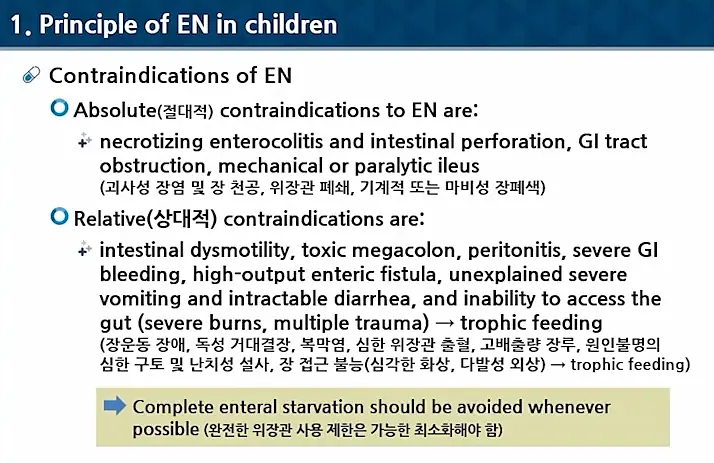 1. Principle of EN in children
Contraindications of EN
Absolute(절대적) contraindications to EN are:
necrotizing enterocolitis and intestinal perforation, GI tract
obstruction, mechanical or paralytic ileus
(괴사성 장염 및 장 천공, 위장관 폐쇄, 기계적 또는 마비성 장폐색)
Relative(상대적) contraindications are:
intestinal dysmotility, toxic megacolon, peritonitis, severe GI
bleeding, high-output enteric fistula, unexplained severe
vomiting and intractable diarrhea, and inability to access the
gut (severe burns, multiple trauma) → trophic feeding
(장운동 장애, 독성 거대결장, 복막염, 심한 위장관 출혈, 고배출량 장루, 원인불명의
심한 구토 및 난치성 설사, 장 접근 불능(심각한 화상, 다발성 외상) → trophic feeding)
Complete enteral starvation should be avoided whenever
possible (완전한 위장관 사용 제한은 가능한 최소화해야 함)